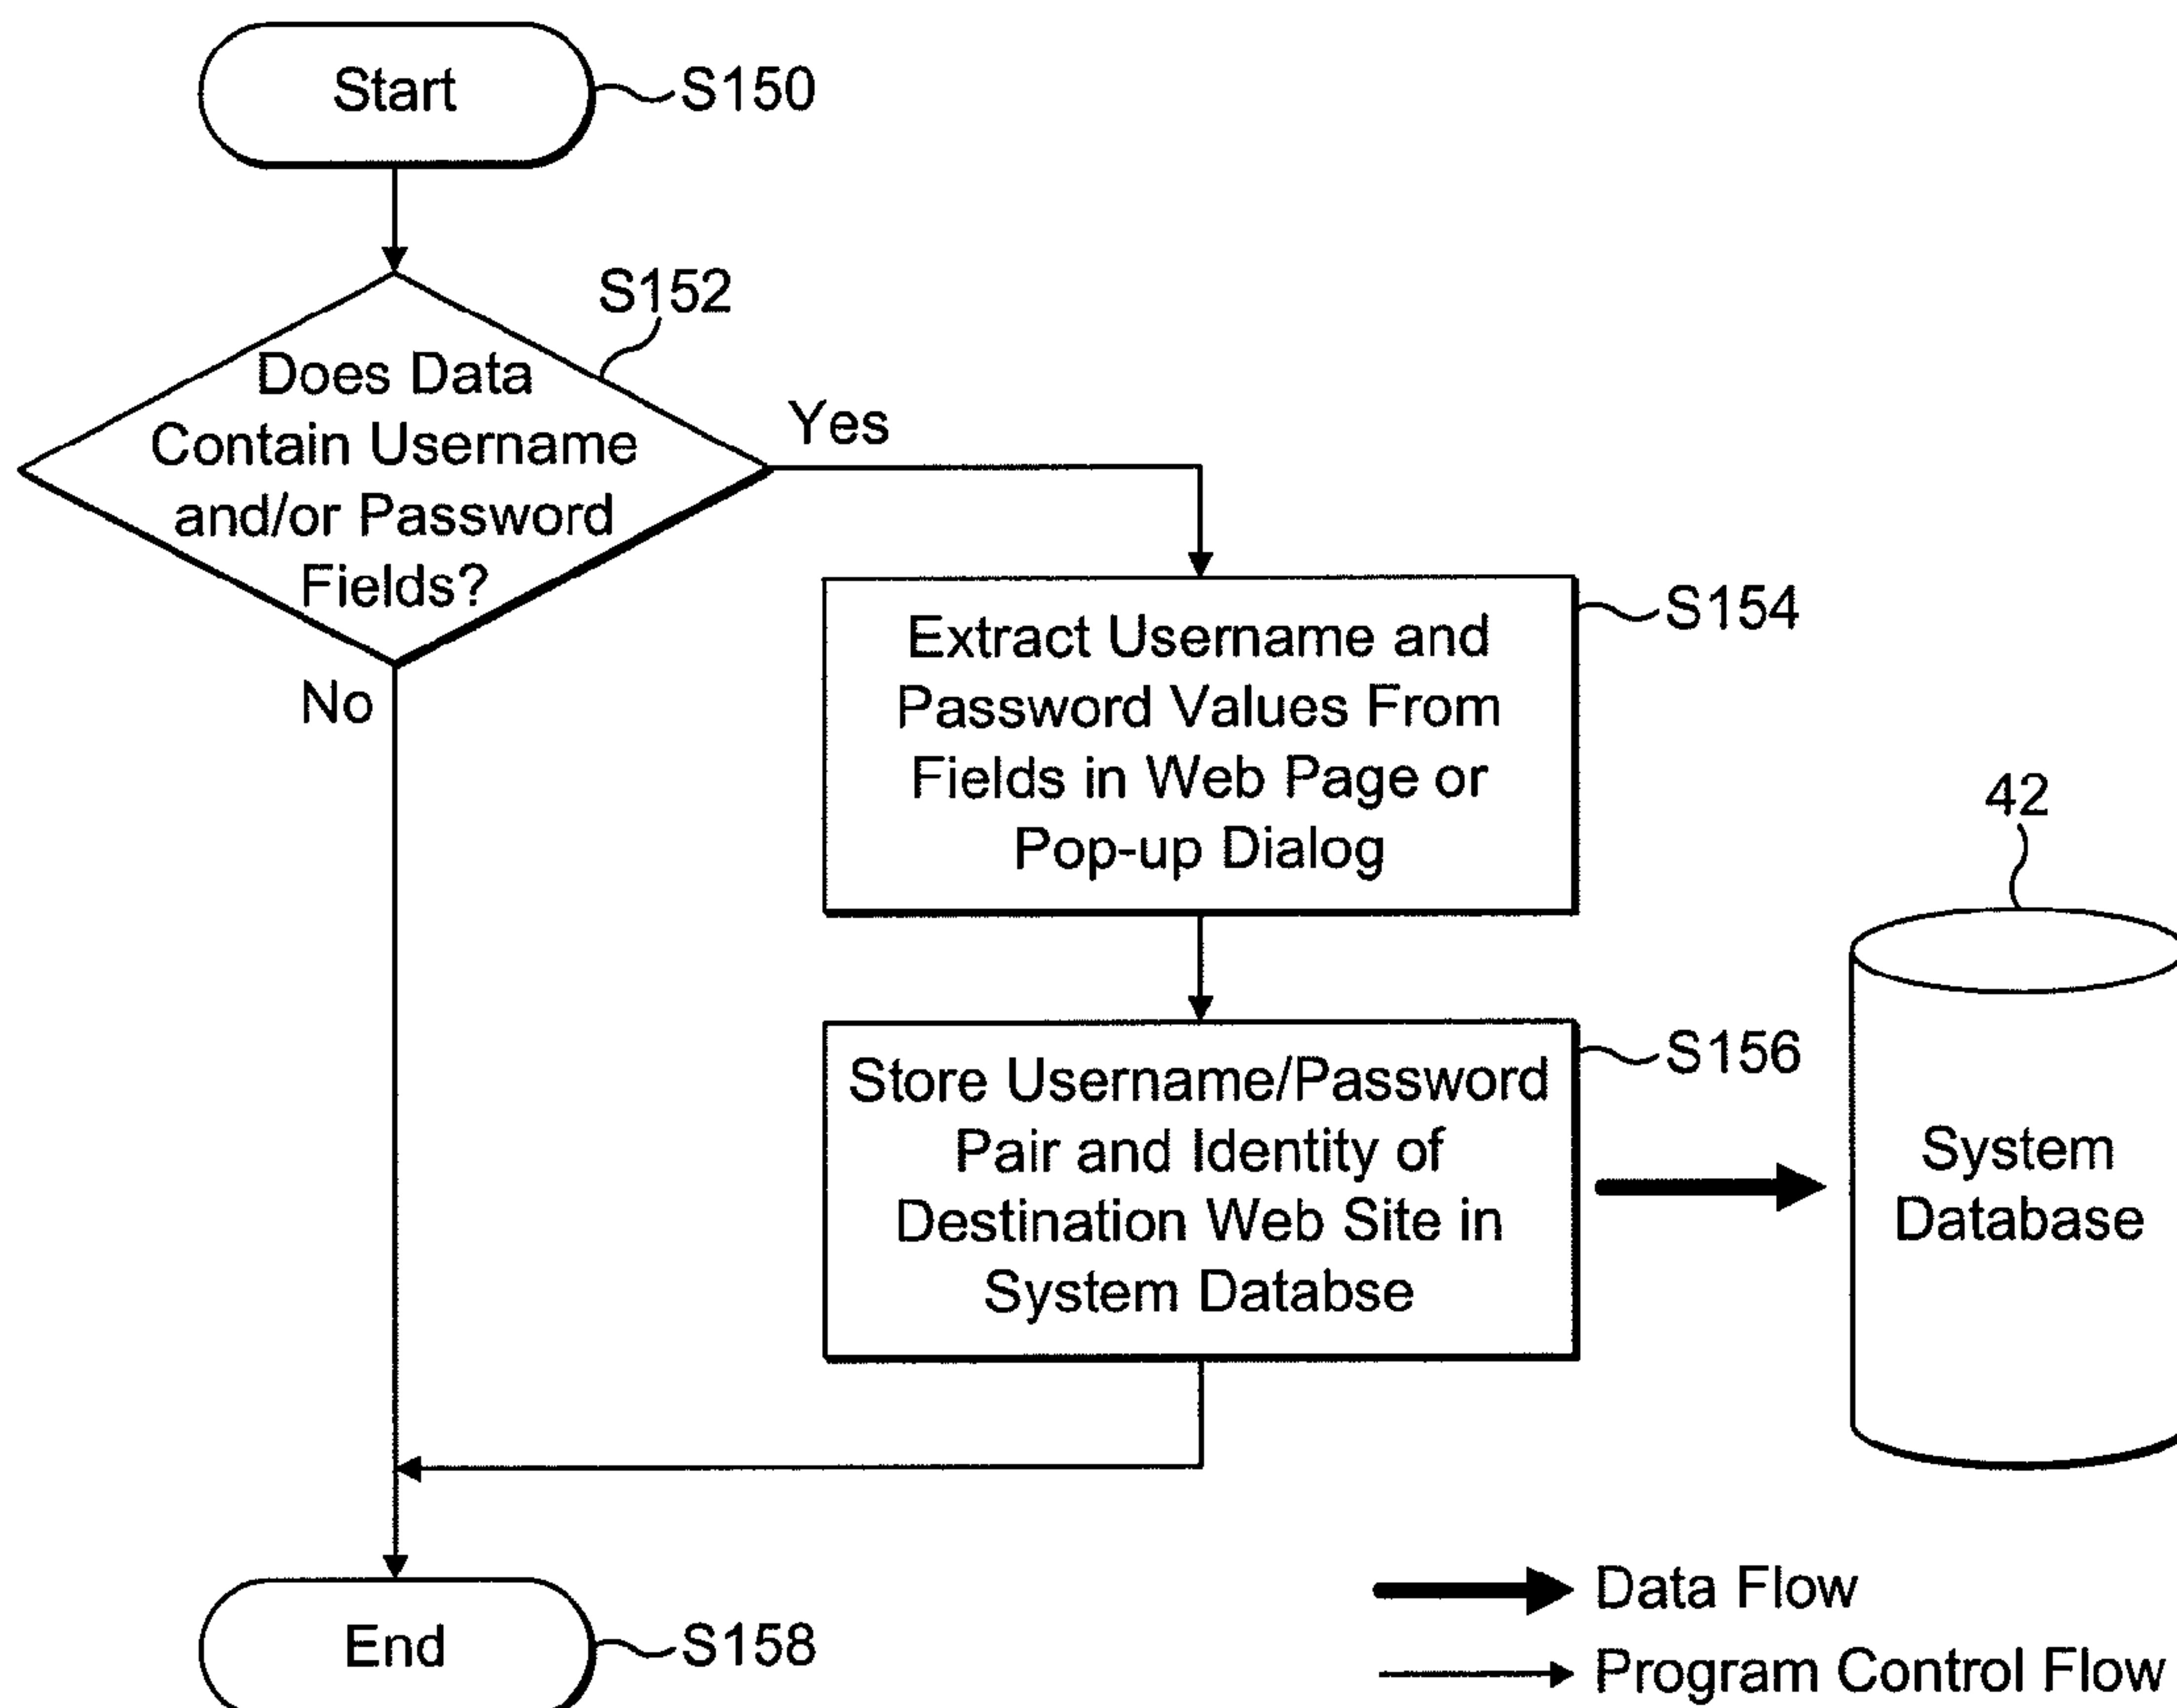 Start
S150
S152
Does Data
Contain Username
and/or Password
Fields?
Yes
No
Extract Username and
Password Values From
Fields in Web Page or
Pop-up Dialog
S154
Store Username/Password
Pair and Identity of
Destination Web Site in
System Databse
S156
42
System
Database
End
S158
Data Flow
Program Control Flow